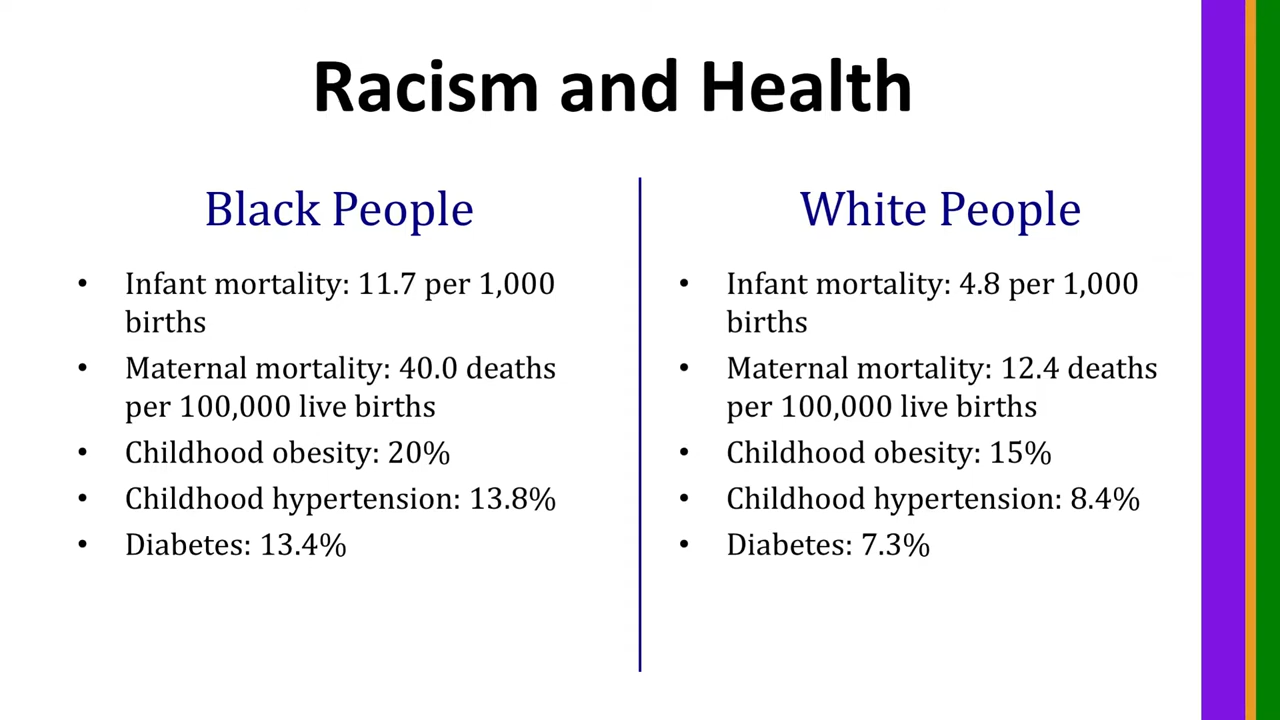 Racism and Health
Black People
• Infant mortality: 11.7 per 1,000
births
• Maternal mortality: 40.0 deaths
per 100,000 live births
• Childhood obesity: 20%
• Childhood hypertension: 13.8%
• Diabetes: 13.4%
White People
• Infant mortality: 4.8 per 1,000
births
• Maternal mortality: 12.4 deaths
per 100,000 live births
• Childhood obesity: 15%
• Childhood hypertension: 8.4%
• Diabetes: 7.3%